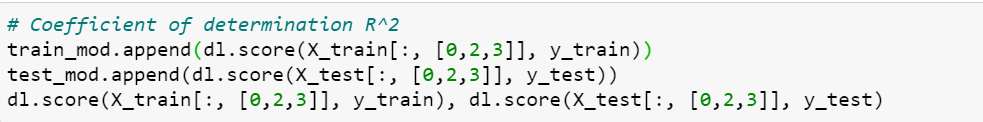 # Coefficient of determination R^2
train_mod.append(dl.score(X_train[:, [0,2,3]], y_train))
test_mod.append(dl.score(X_test[:, [0,2,3]], y_test))
dl.score(X_train[:, [0,2,3]], y_train), dl.score(X_test[:, [0,2,3]], y_test)